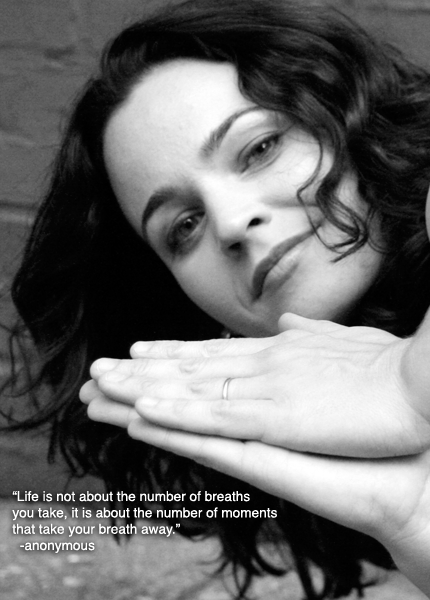 “Life is not about the number of breaths
you take, it is about the number of moments
that take your breath away.”
-anonymous